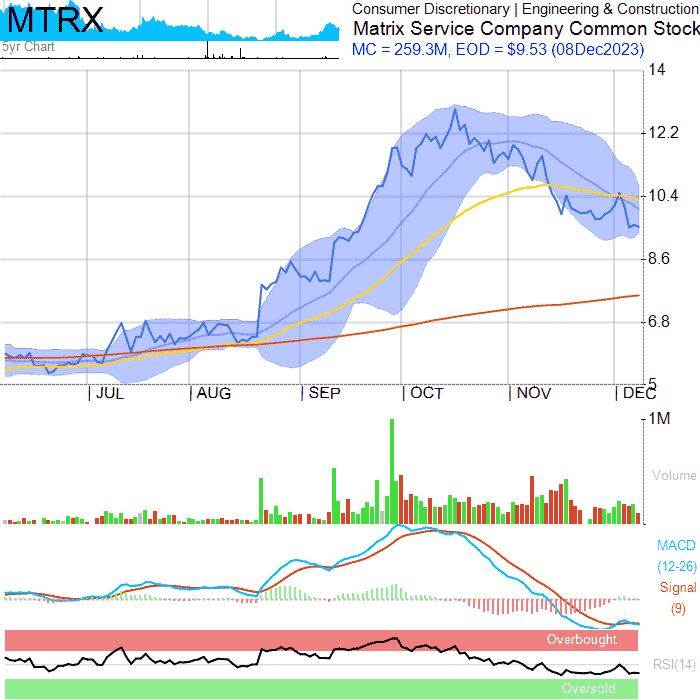 MTRX
5yr Chart
Consumer Discretionary | Engineering & Construction
Matrix Service Company Common Stock
MC = 259.3M, EOD = $9.53 (08Dec2023)
14
12.2
10.4
8.6
6.8
5
JUL AUG SEP OCT NOV DEC
1M
Volume
MACD
(12-26)
Signal
(9)
Overbought
RSI(14)
Oversold